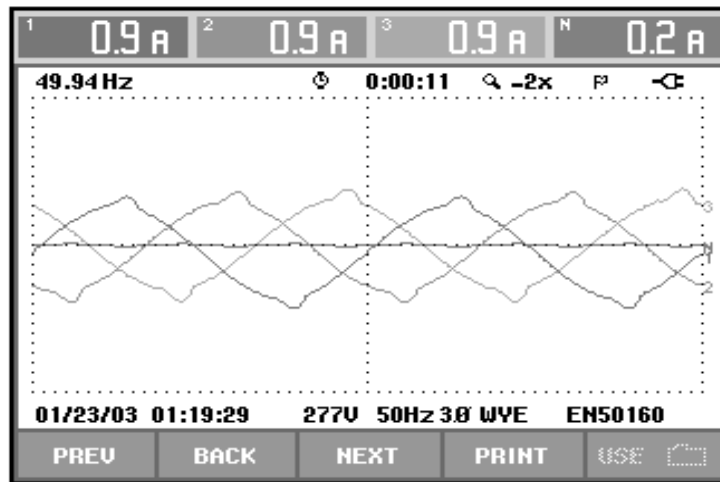 1 0.9 A 2 0.9 A 3 0.9 A N 0.2 A
49.94 Hz 0:00:11 -2x
3
N
1
2
01/23/03 01:19:29 277V 50Hz 3.Ø WYE EN50160
PREV BACK NEXT PRINT USE